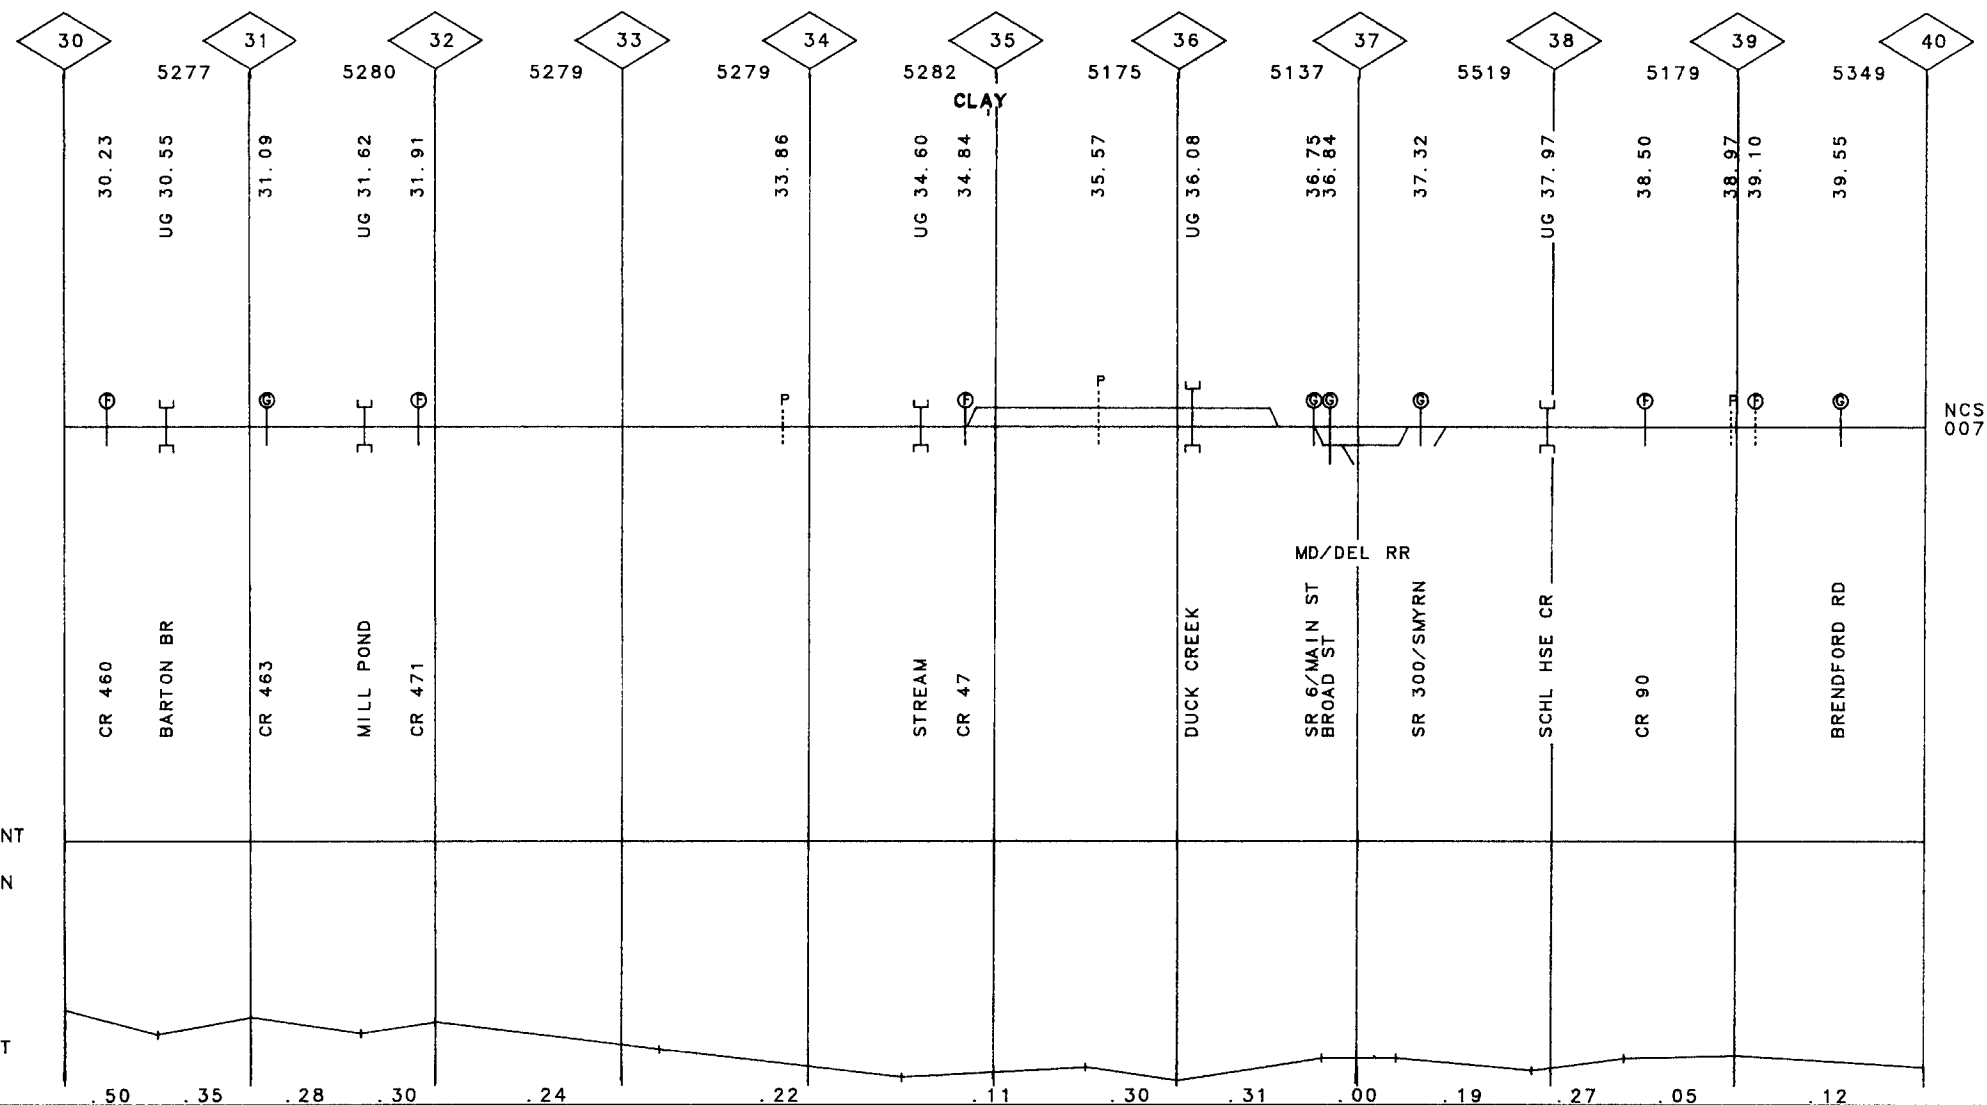 30 31 32 33 34 35 36 37 38 39 40
5277 5280 5279 5279 5282 5175 5137 5519 5179 5349
CLAY
30.23
UG 30.55
31.09
UG 31.62
31.91
33.86
UG 34.60
34.84
35.57
UG 36.08
36.75
36.84
37.32
UG 37.97
38.50
38.97
39.10
39.55
F G F P F P G G G F P F G
NCS
007
MD/DEL RR
CR 460
BARTON BR
CR 463
MILL POND
CR 471
STREAM
CR 47
DUCK CREEK
SR 6/MAIN ST
BROAD ST
SR 300/SMYRN
SCHL HSE CR
CR 90
BRENDFORD RD
NT
N
T
.50 .35 .28 .30 .24 .22 .11 .30 .31 .00 .19 .27 .05 .12